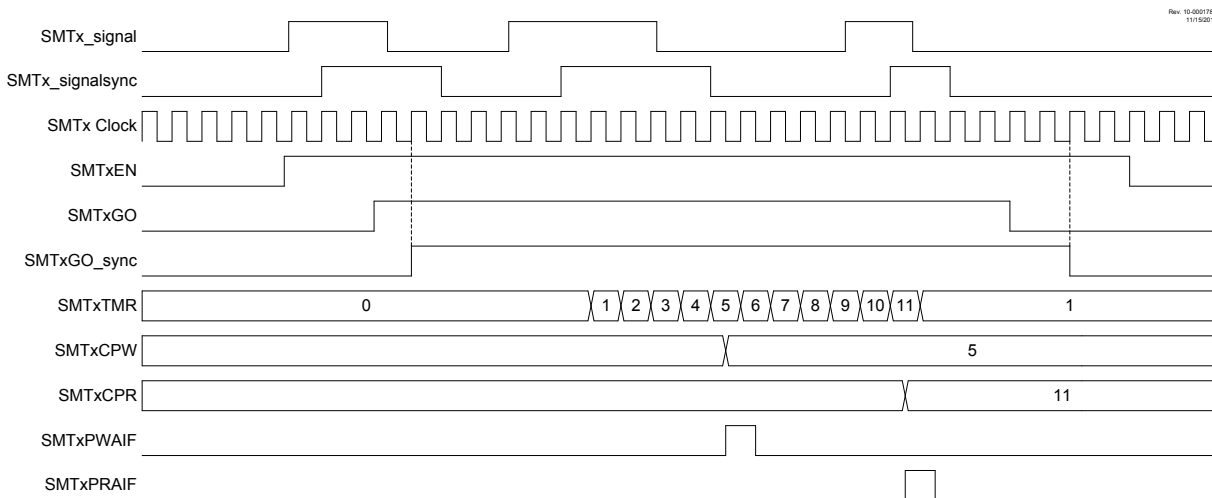 Rev. 10-000178
11/15/201
SMTx_signal
SMTx_signalsync
SMTx Clock
SMTxEN
SMTxGO
SMTxGO_sync
SMTxTMR 0 1 2 3 4 5 6 7 8 9 10 11 1
SMTxCPW 5
SMTxCPR 11
SMTxPWAIF
SMTxPRAIF